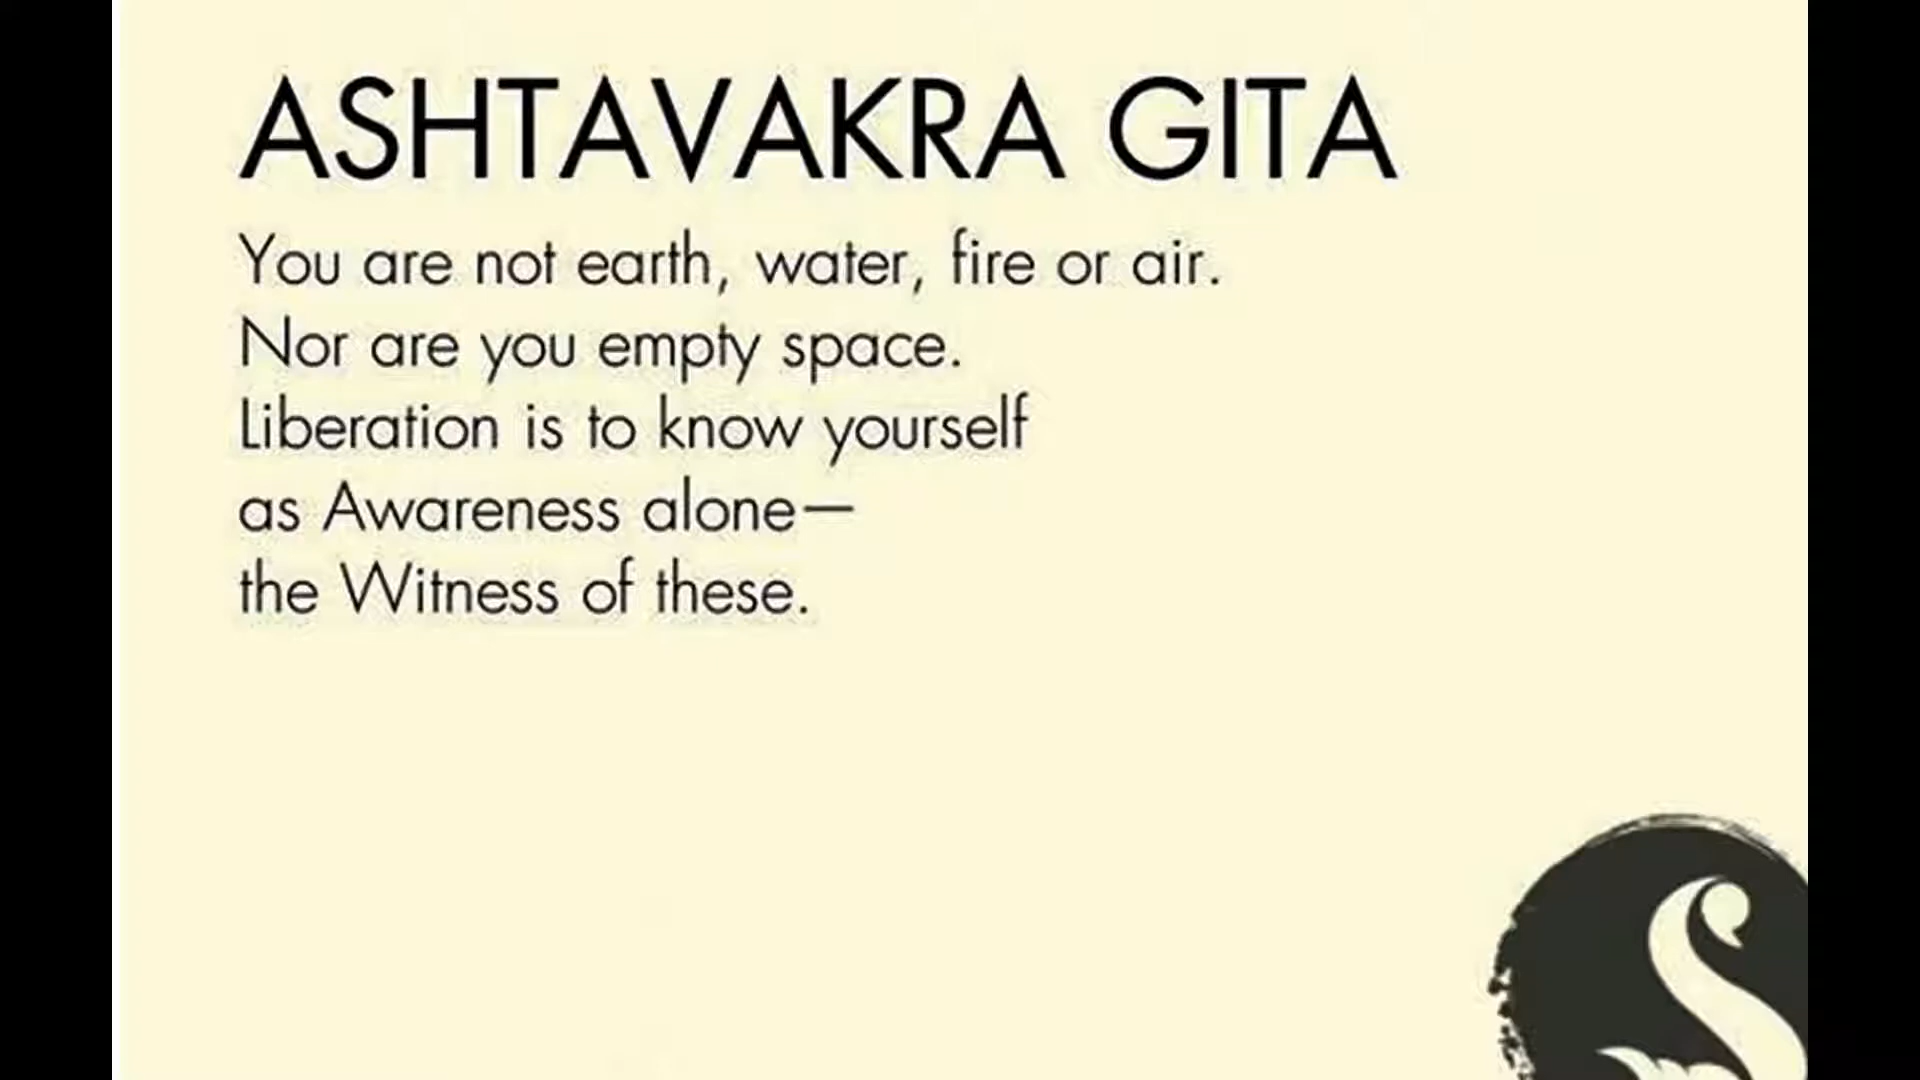 ASHTAVAKRA GITA
You are not earth, water, fire or air.
Nor are you empty space.
Liberation is to know yourself
as Awareness alone—
the Witness of these.